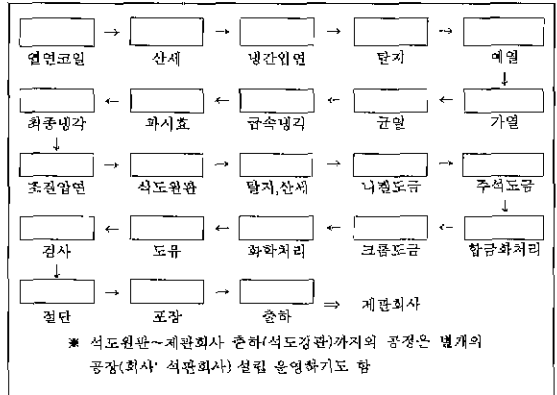 열연코일 → 산세 → 냉간압연 → 탈지 → 예열
↓
최종냉각 ← 과시효 ← 급속냉각 ← 균열 ← 가열
↓
조질압연 → 석도원판 → 탈지,산세 → 니켈도금 → 주석도금
↓
검사 ← 도유 ← 화학처리 ← 크롬도금 ← 합금화처리
↓
절단 → 포장 → 출하 ⇒ 제관회사
※ 석도원판~제관회사 출하(석도강판)까지의 공정은 별개의
공장(회사' 석판회사) 설립 운영하기도 함